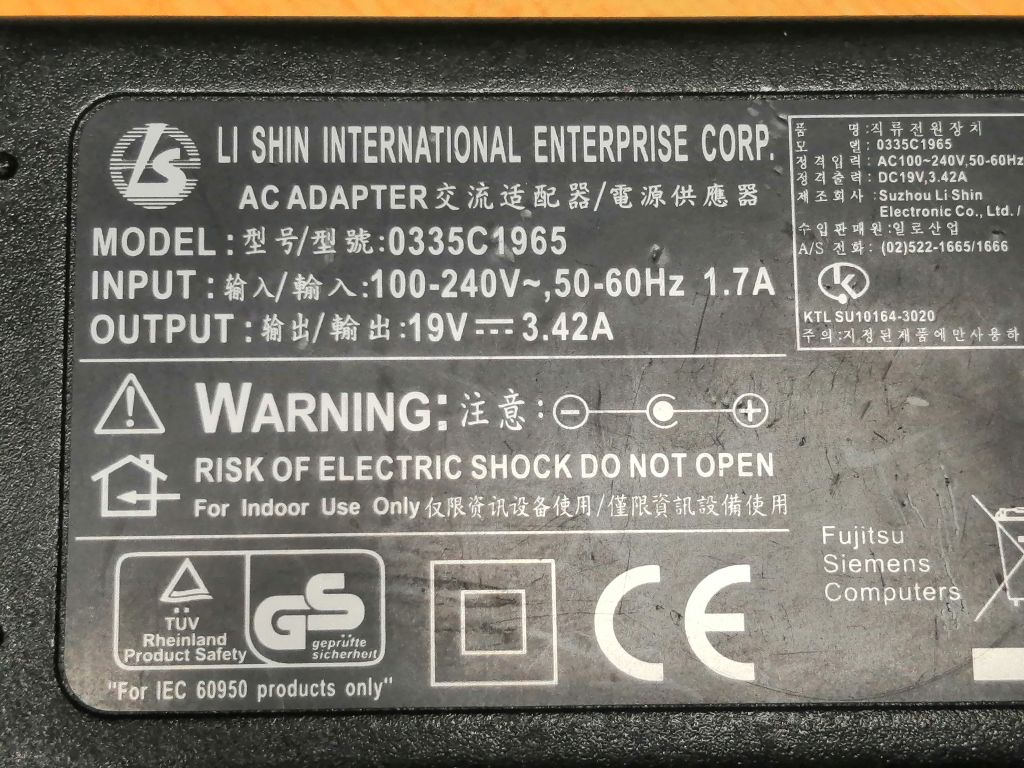 LS
LI SHIN INTERNATIONAL ENTERPRISE CORP.
AC ADAPTER 交流适配器/電源供應器
MODEL : 型号/型號:0335C1965
INPUT : 输入/輸入:100-240V~,50-60Hz 1.7A
OUTPUT : 输出/輸出:19V ⎓ 3.42A
품 명 : 직류전원장치
모 델 : 0335C1965
정격입력 : AC100~240V,50-60Hz
정격출력 : DC19V,3.42A
제조회사 : Suzhou Li Shin
Electronic Co., Ltd. /
수입판매원 : 일로산업
A/S 전화 : (02)522-1665/1666
KTL SU10164-3020
주의:지정된제품에만사용하
WARNING: 注意:
RISK OF ELECTRIC SHOCK DO NOT OPEN
For Indoor Use Only 仅限资讯设备使用/僅限資訊設備使用
TÜV
Rheinland
Product Safety
GS
geprüfte
sicherheit
"For IEC 60950 products only"
CE
Fujitsu
Siemens
Computers